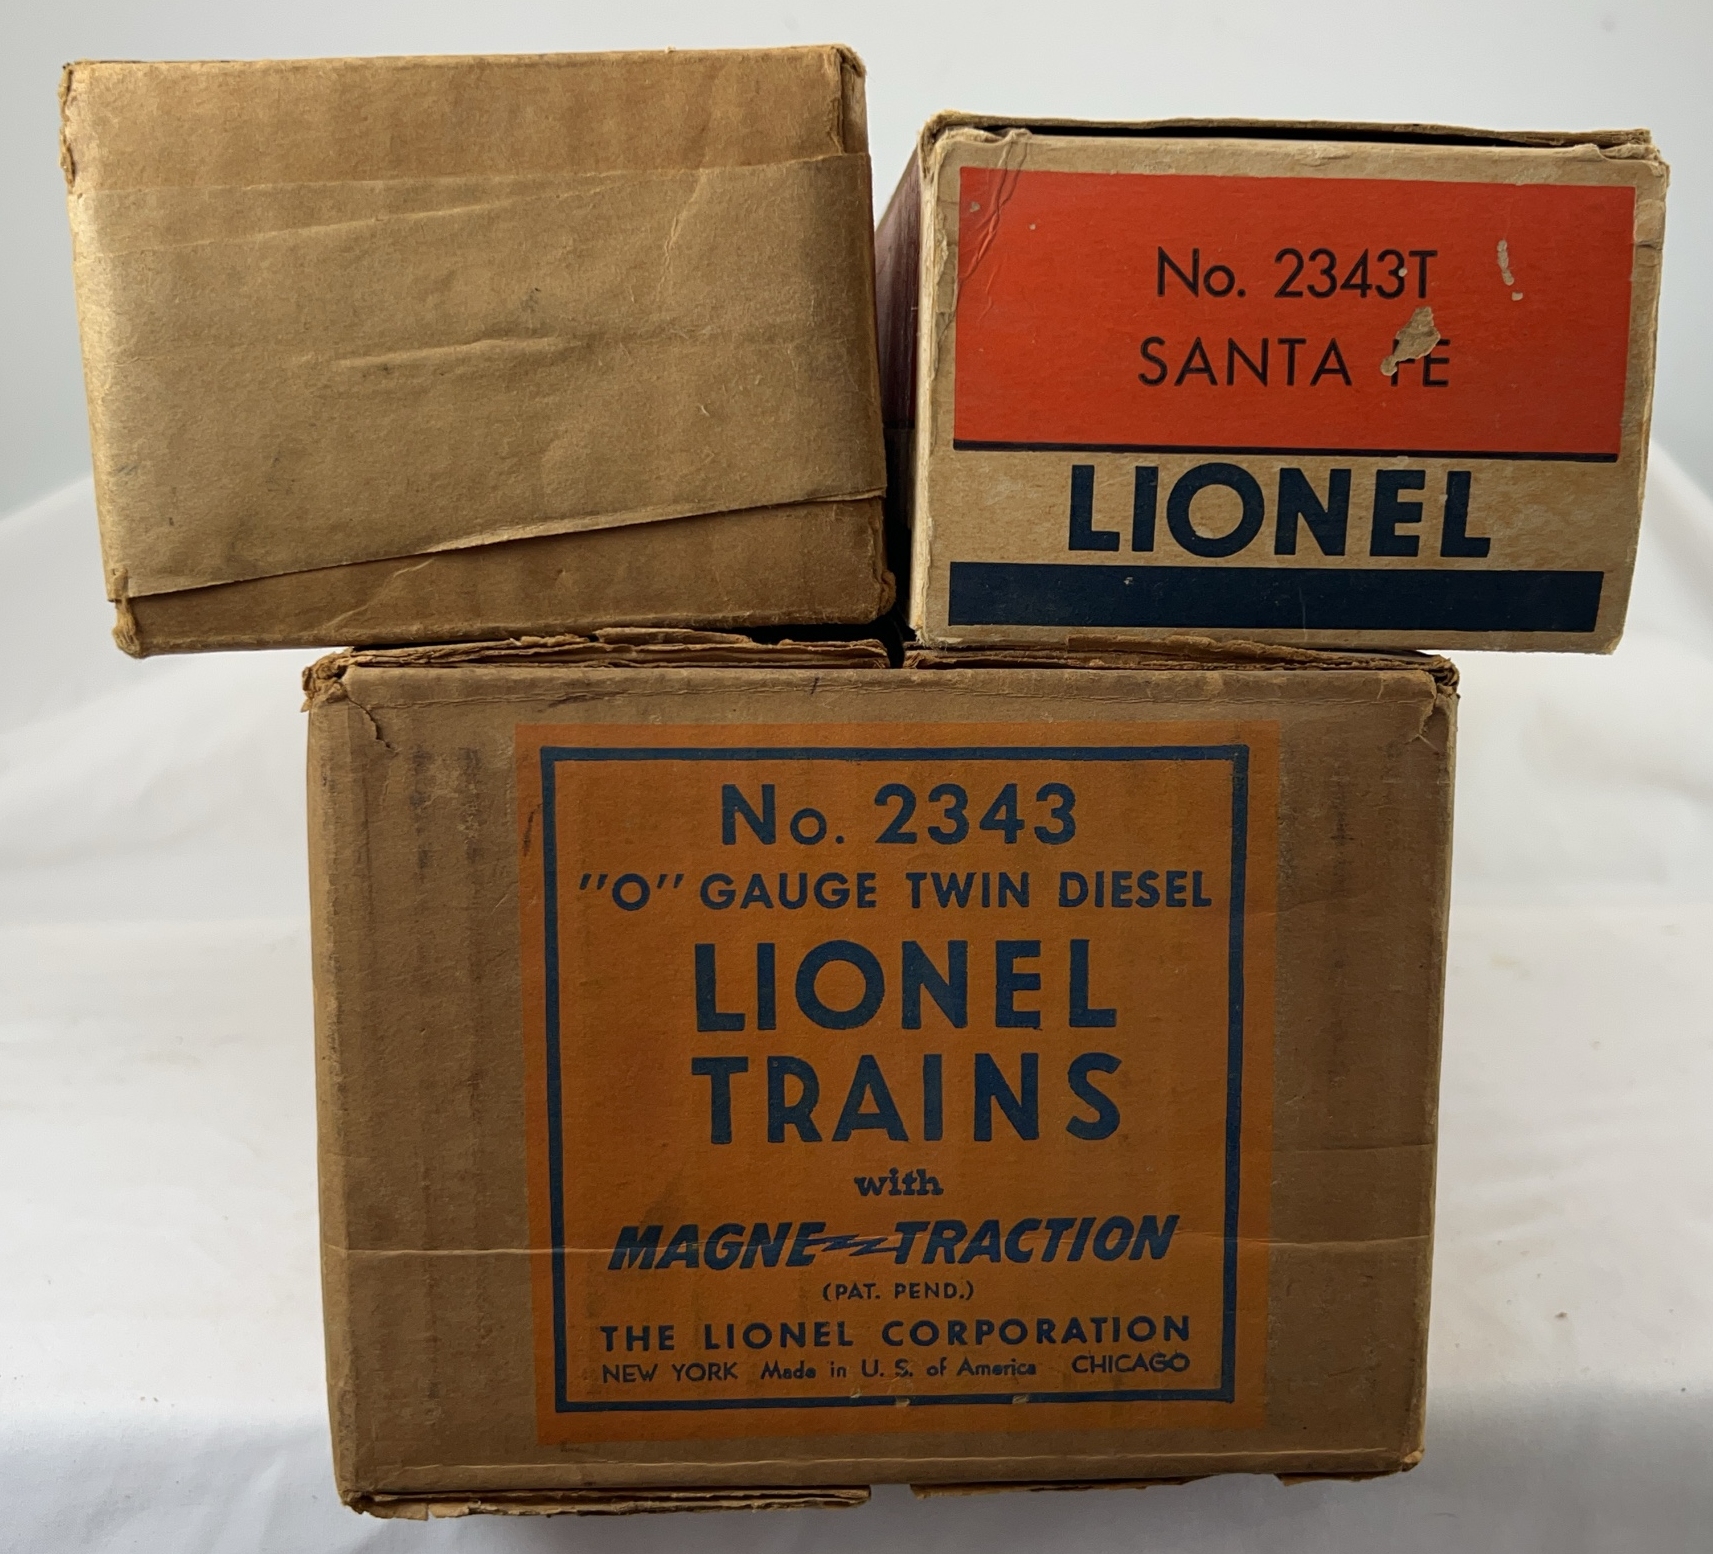 No. 2343T
SANTA FE
LIONEL
No. 2343
"O" GAUGE TWIN DIESEL
LIONEL
TRAINS
with
MAGNE-TRACTION
(PAT. PEND.)
THE LIONEL CORPORATION
NEW YORK Made in U. S. of America CHICAGO